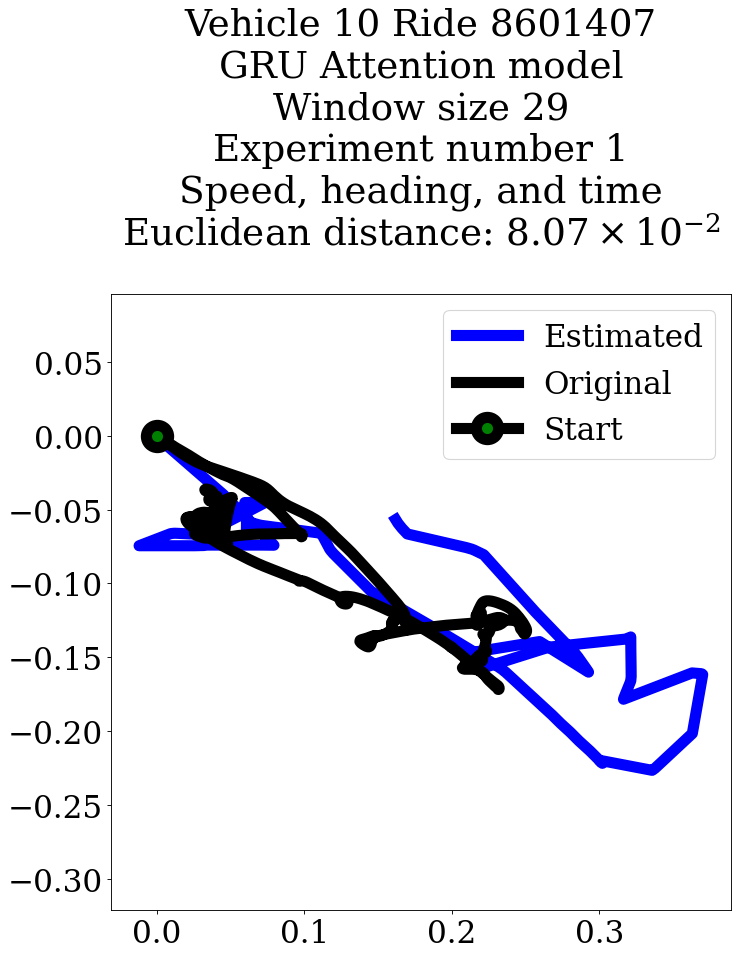 Vehicle 10 Ride 8601407
GRU Attention model
Window size 29
Experiment number 1
Speed, heading, and time
Euclidean distance: 8.07 × 10⁻²
Estimated
Original
Start
0.05
0.00
−0.05
−0.10
−0.15
−0.20
−0.25
−0.30
0.0 0.1 0.2 0.3